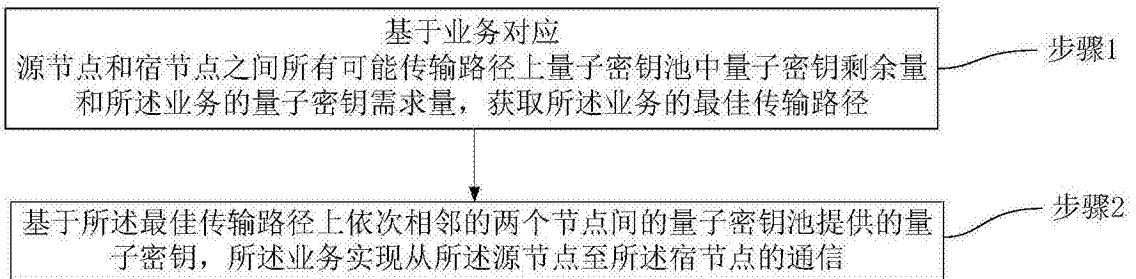 基于业务对应
源节点和宿节点之间所有可能传输路径上量子密钥池中量子密钥剩余量
和所述业务的量子密钥需求量，获取所述业务的最佳传输路径
步骤1
基于所述最佳传输路径上依次相邻的两个节点间的量子密钥池提供的量
子密钥，所述业务实现从所述源节点至所述宿节点的通信
步骤2